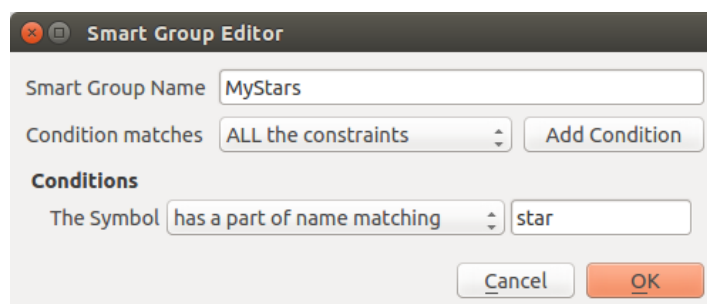 Smart Group Editor
Smart Group Name MyStars
Condition matches ALL the constraints Add Condition
Conditions
The Symbol has a part of name matching star
Cancel OK